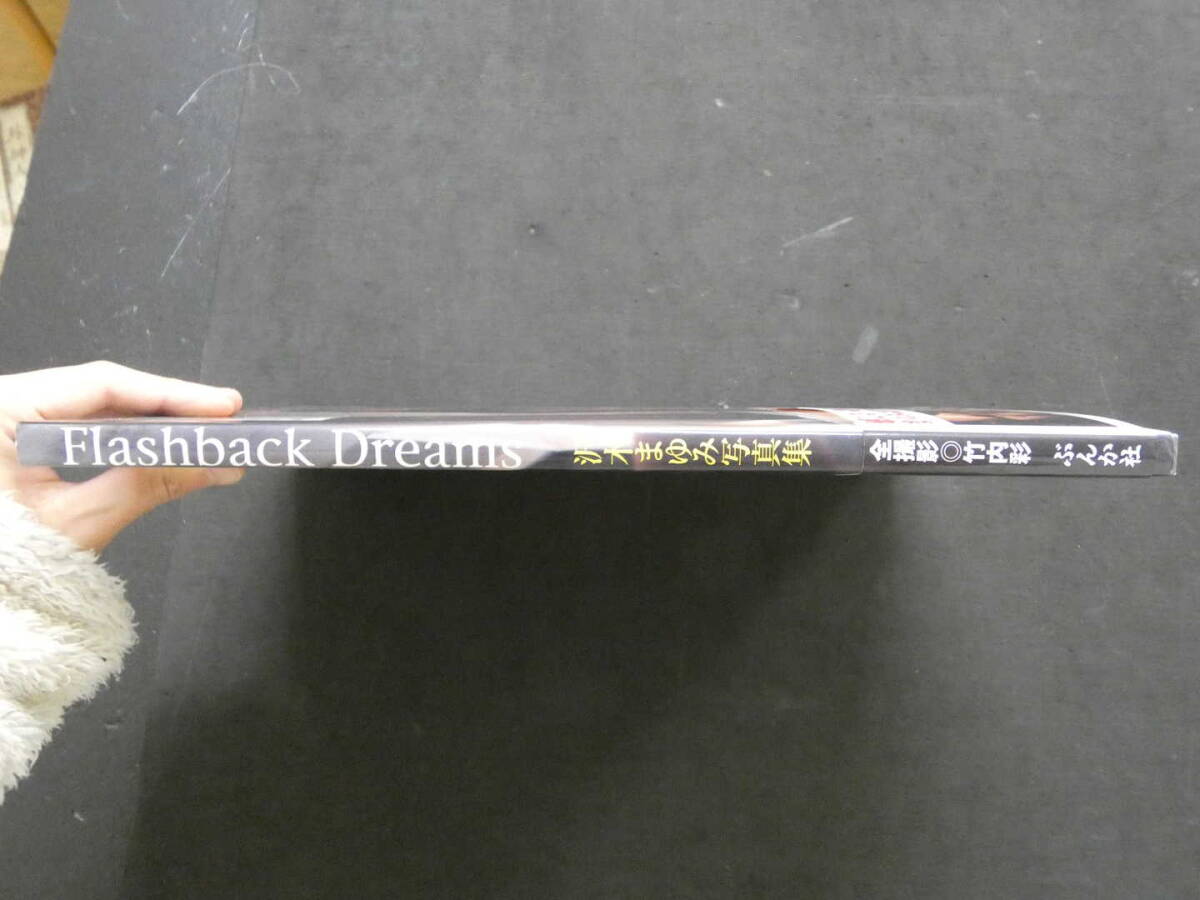 Flashback Dreams
沙木まゆみ写真集
全撮影◎竹内彩
ぶんか社